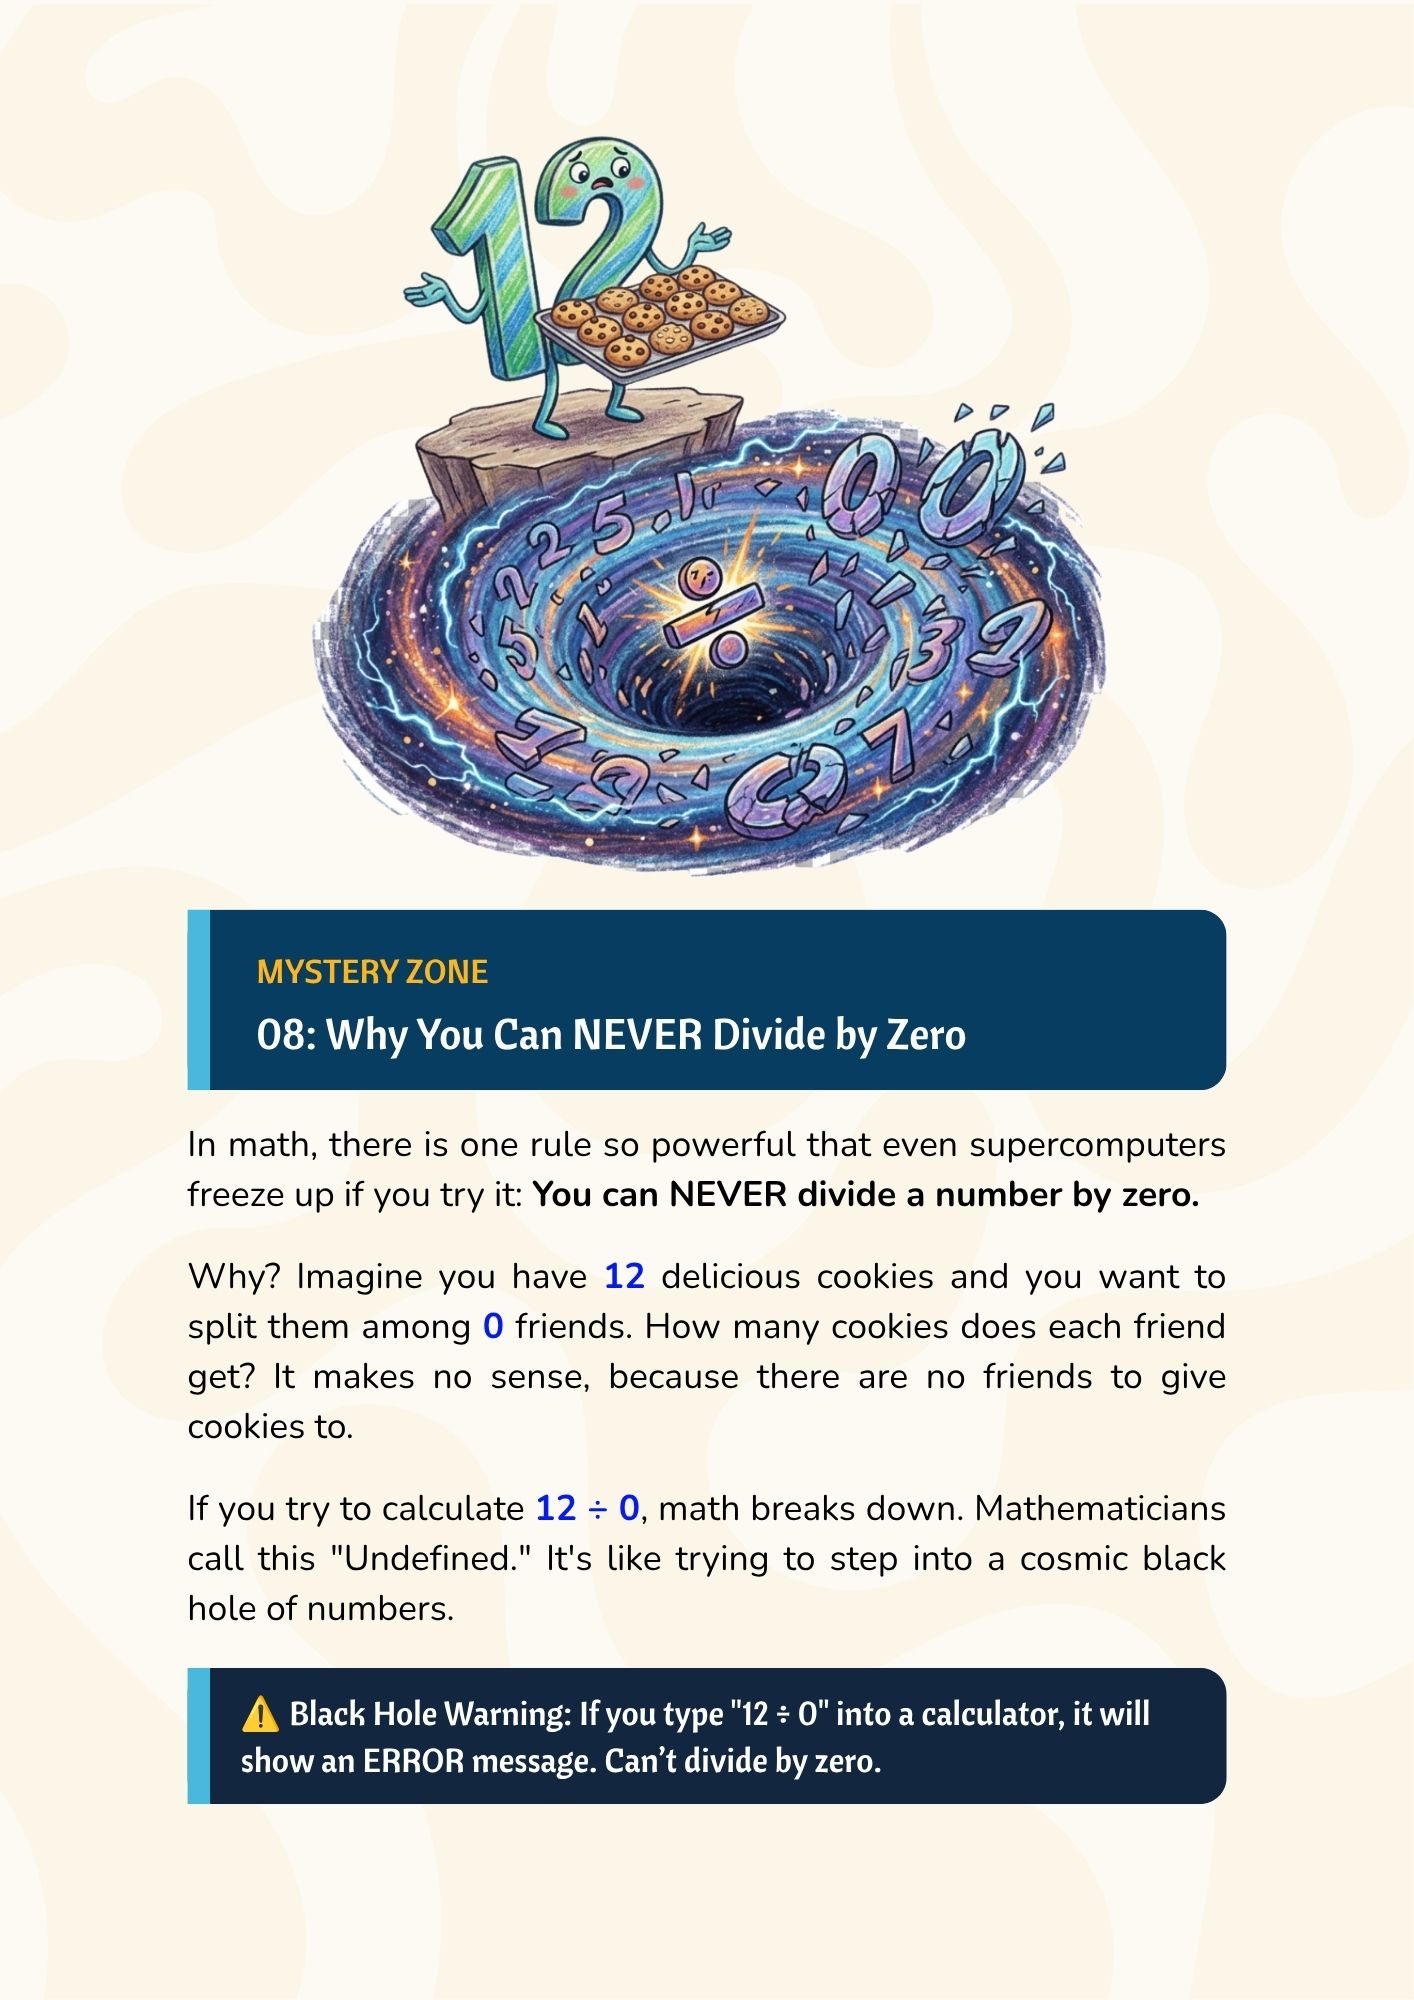 12
MYSTERY ZONE
08: Why You Can NEVER Divide by Zero
In math, there is one rule so powerful that even supercomputers
freeze up if you try it: You can NEVER divide a number by zero.
Why? Imagine you have 12 delicious cookies and you want to
split them among 0 friends. How many cookies does each friend
get? It makes no sense, because there are no friends to give
cookies to.
If you try to calculate 12 ÷ 0, math breaks down. Mathematicians
call this "Undefined." It's like trying to step into a cosmic black
hole of numbers.
⚠️ Black Hole Warning: If you type "12 ÷ 0" into a calculator, it will
show an ERROR message. Can’t divide by zero.